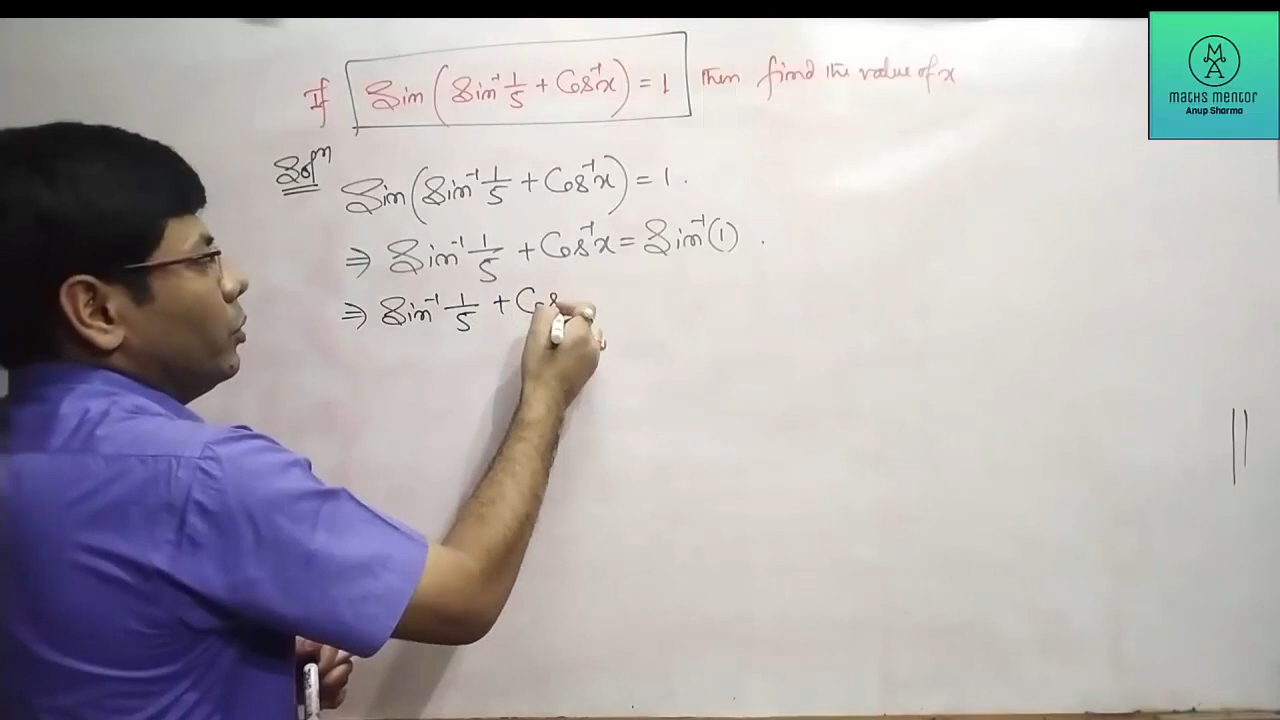 If Sin(Sin⁻¹ 1/5 + Cos⁻¹x) = 1 then find the value of x
Solⁿ
Sin(Sin⁻¹ 1/5 + Cos⁻¹x) = 1.
⇒ Sin⁻¹ 1/5 + Cos⁻¹x = Sin⁻¹(1).
⇒ Sin⁻¹ 1/5 + Cos
MATHS MENTOR
Anup Sharma